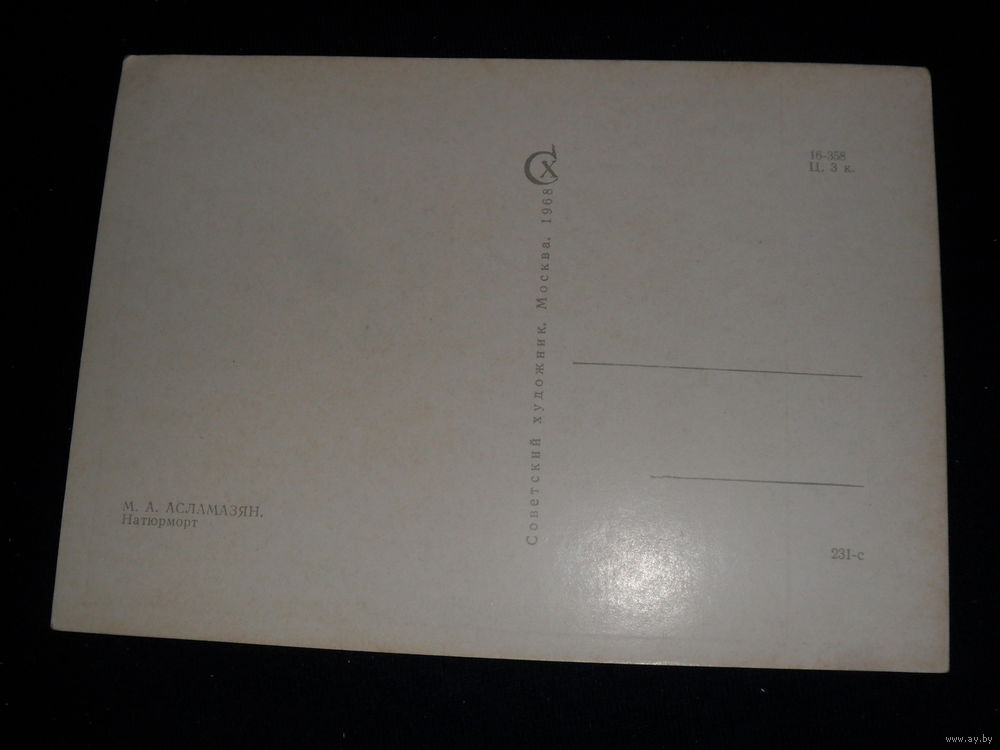 М. А. АСЛАМАЗЯН.
Натюрморт
СХ
Советский художник. Москва. 1968
16-358
Ц. 3 к.
231-с
www.ay.by